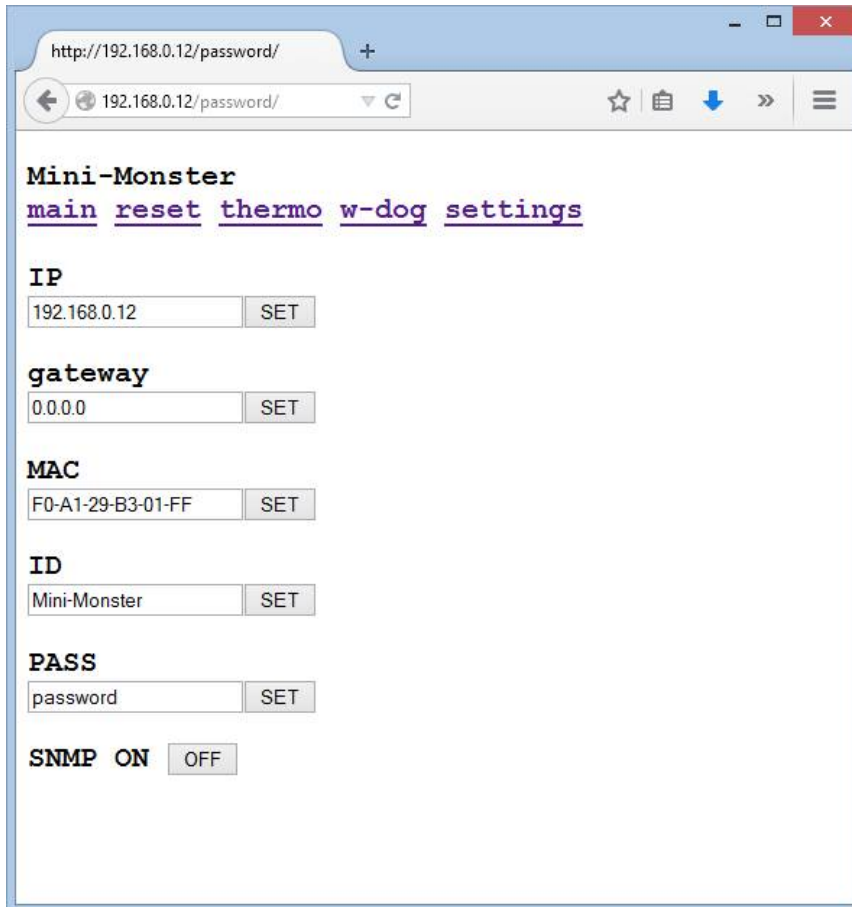 http://192.168.0.12/password/
192.168.0.12/password/
Mini-Monster
main reset thermo w-dog settings
IP
192.168.0.12 SET
gateway
0.0.0.0 SET
MAC
F0-A1-29-B3-01-FF SET
ID
Mini-Monster SET
PASS
password SET
SNMP ON OFF